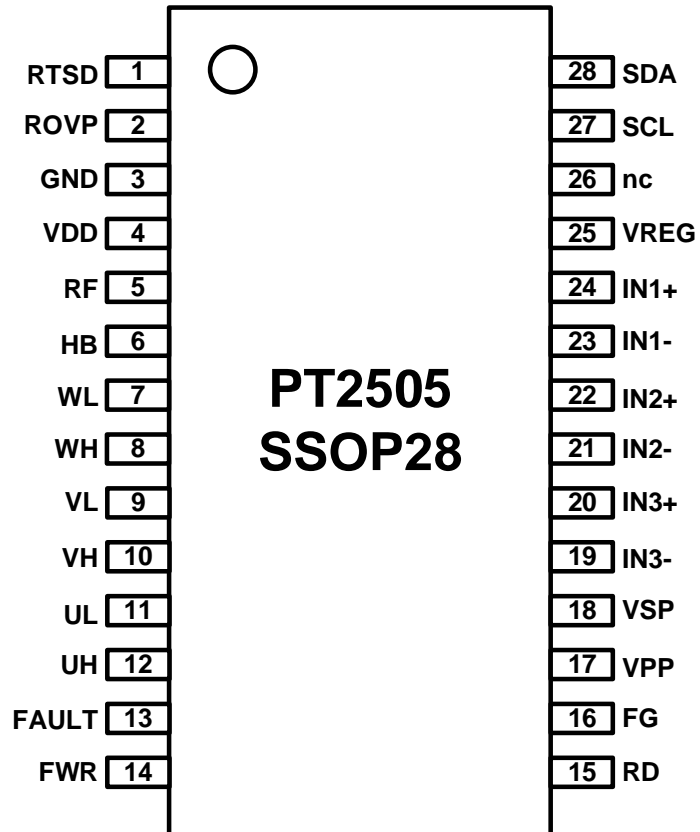 RTSD 1 28 SDA
ROVP 2 27 SCL
GND 3 26 nc
VDD 4 25 VREG
RF 5 24 IN1+
HB 6 23 IN1-
WL 7 22 IN2+
WH 8 21 IN2-
VL 9 20 IN3+
VH 10 19 IN3-
UL 11 18 VSP
UH 12 17 VPP
FAULT 13 16 FG
FWR 14 15 RD
PT2505
SSOP28